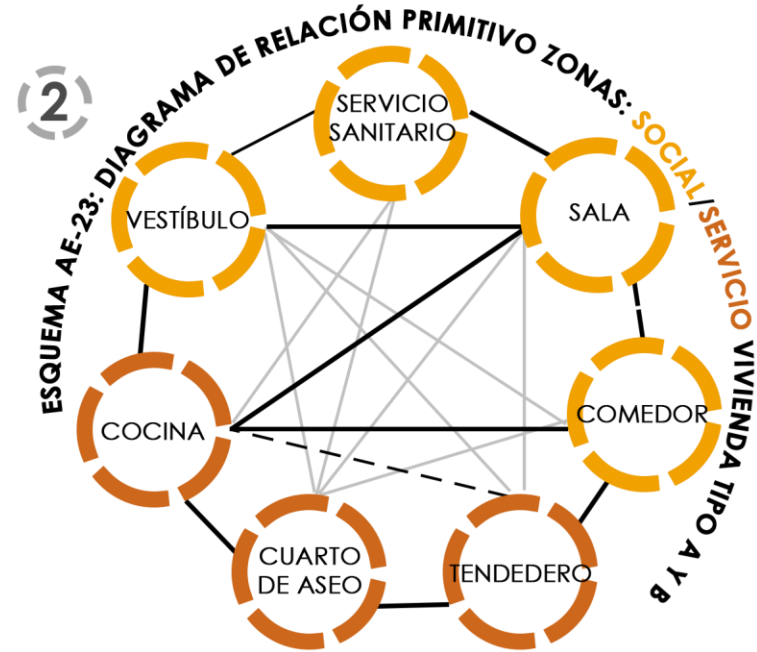 2
ESQUEMA AE-23: DIAGRAMA DE RELACIÓN PRIMITIVO ZONAS: SOCIAL/SERVICIO VIVIENDA TIPO A Y B
SERVICIO
SANITARIO
VESTÍBULO
SALA
COCINA
COMEDOR
CUARTO
DE ASEO
TENDEDERO